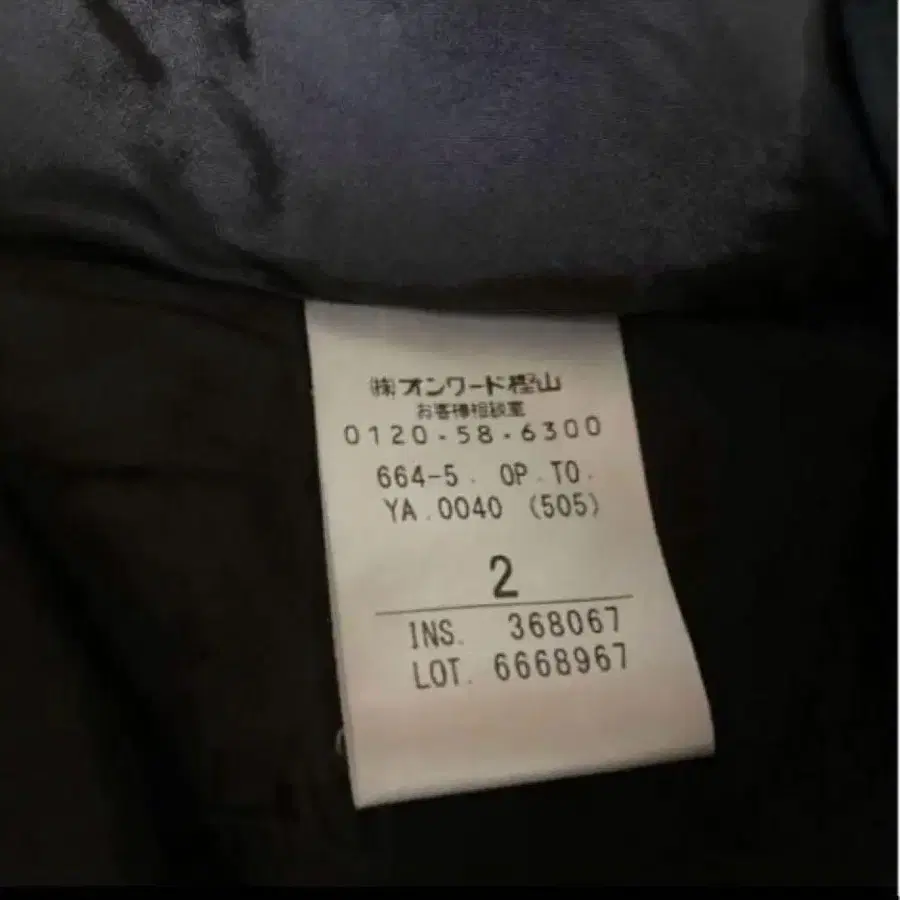 ㈱オンワード樫山
お客様相談室
0120-58-6300
664-5. OP.TO.
YA.0040 (505)
2
INS. 368067
LOT. 6668967